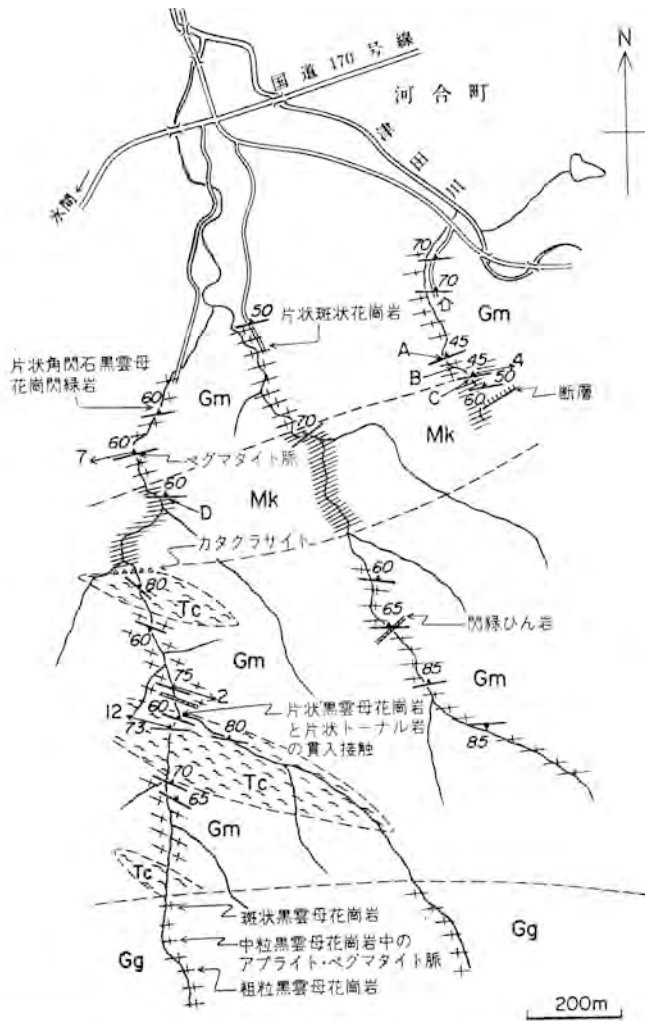 N
国道170号線
河合町
津田川
水間
70
70
Gm
50
片状斑状花崗岩
A
45
B
45
4
C
50
60
断層
片状角閃石黒雲母
花崗閃緑岩
60
Gm
70
Mk
60
7
ペグマタイト脈
50
D
Mk
カタクラサイト
80
Tc
60
60
65
閃緑ひん岩
Gm
75
2
85
Gm
12
60
73
80
片状黒雲母花崗岩
と片状トーナル岩
の貫入接触
85
70
Tc
65
Gm
Tc
斑状黒雲母花崗岩
Gg
中粒黒雲母花崗岩中の
アプライト・ペグマタイト脈
Gg
粗粒黒雲母花崗岩
200m